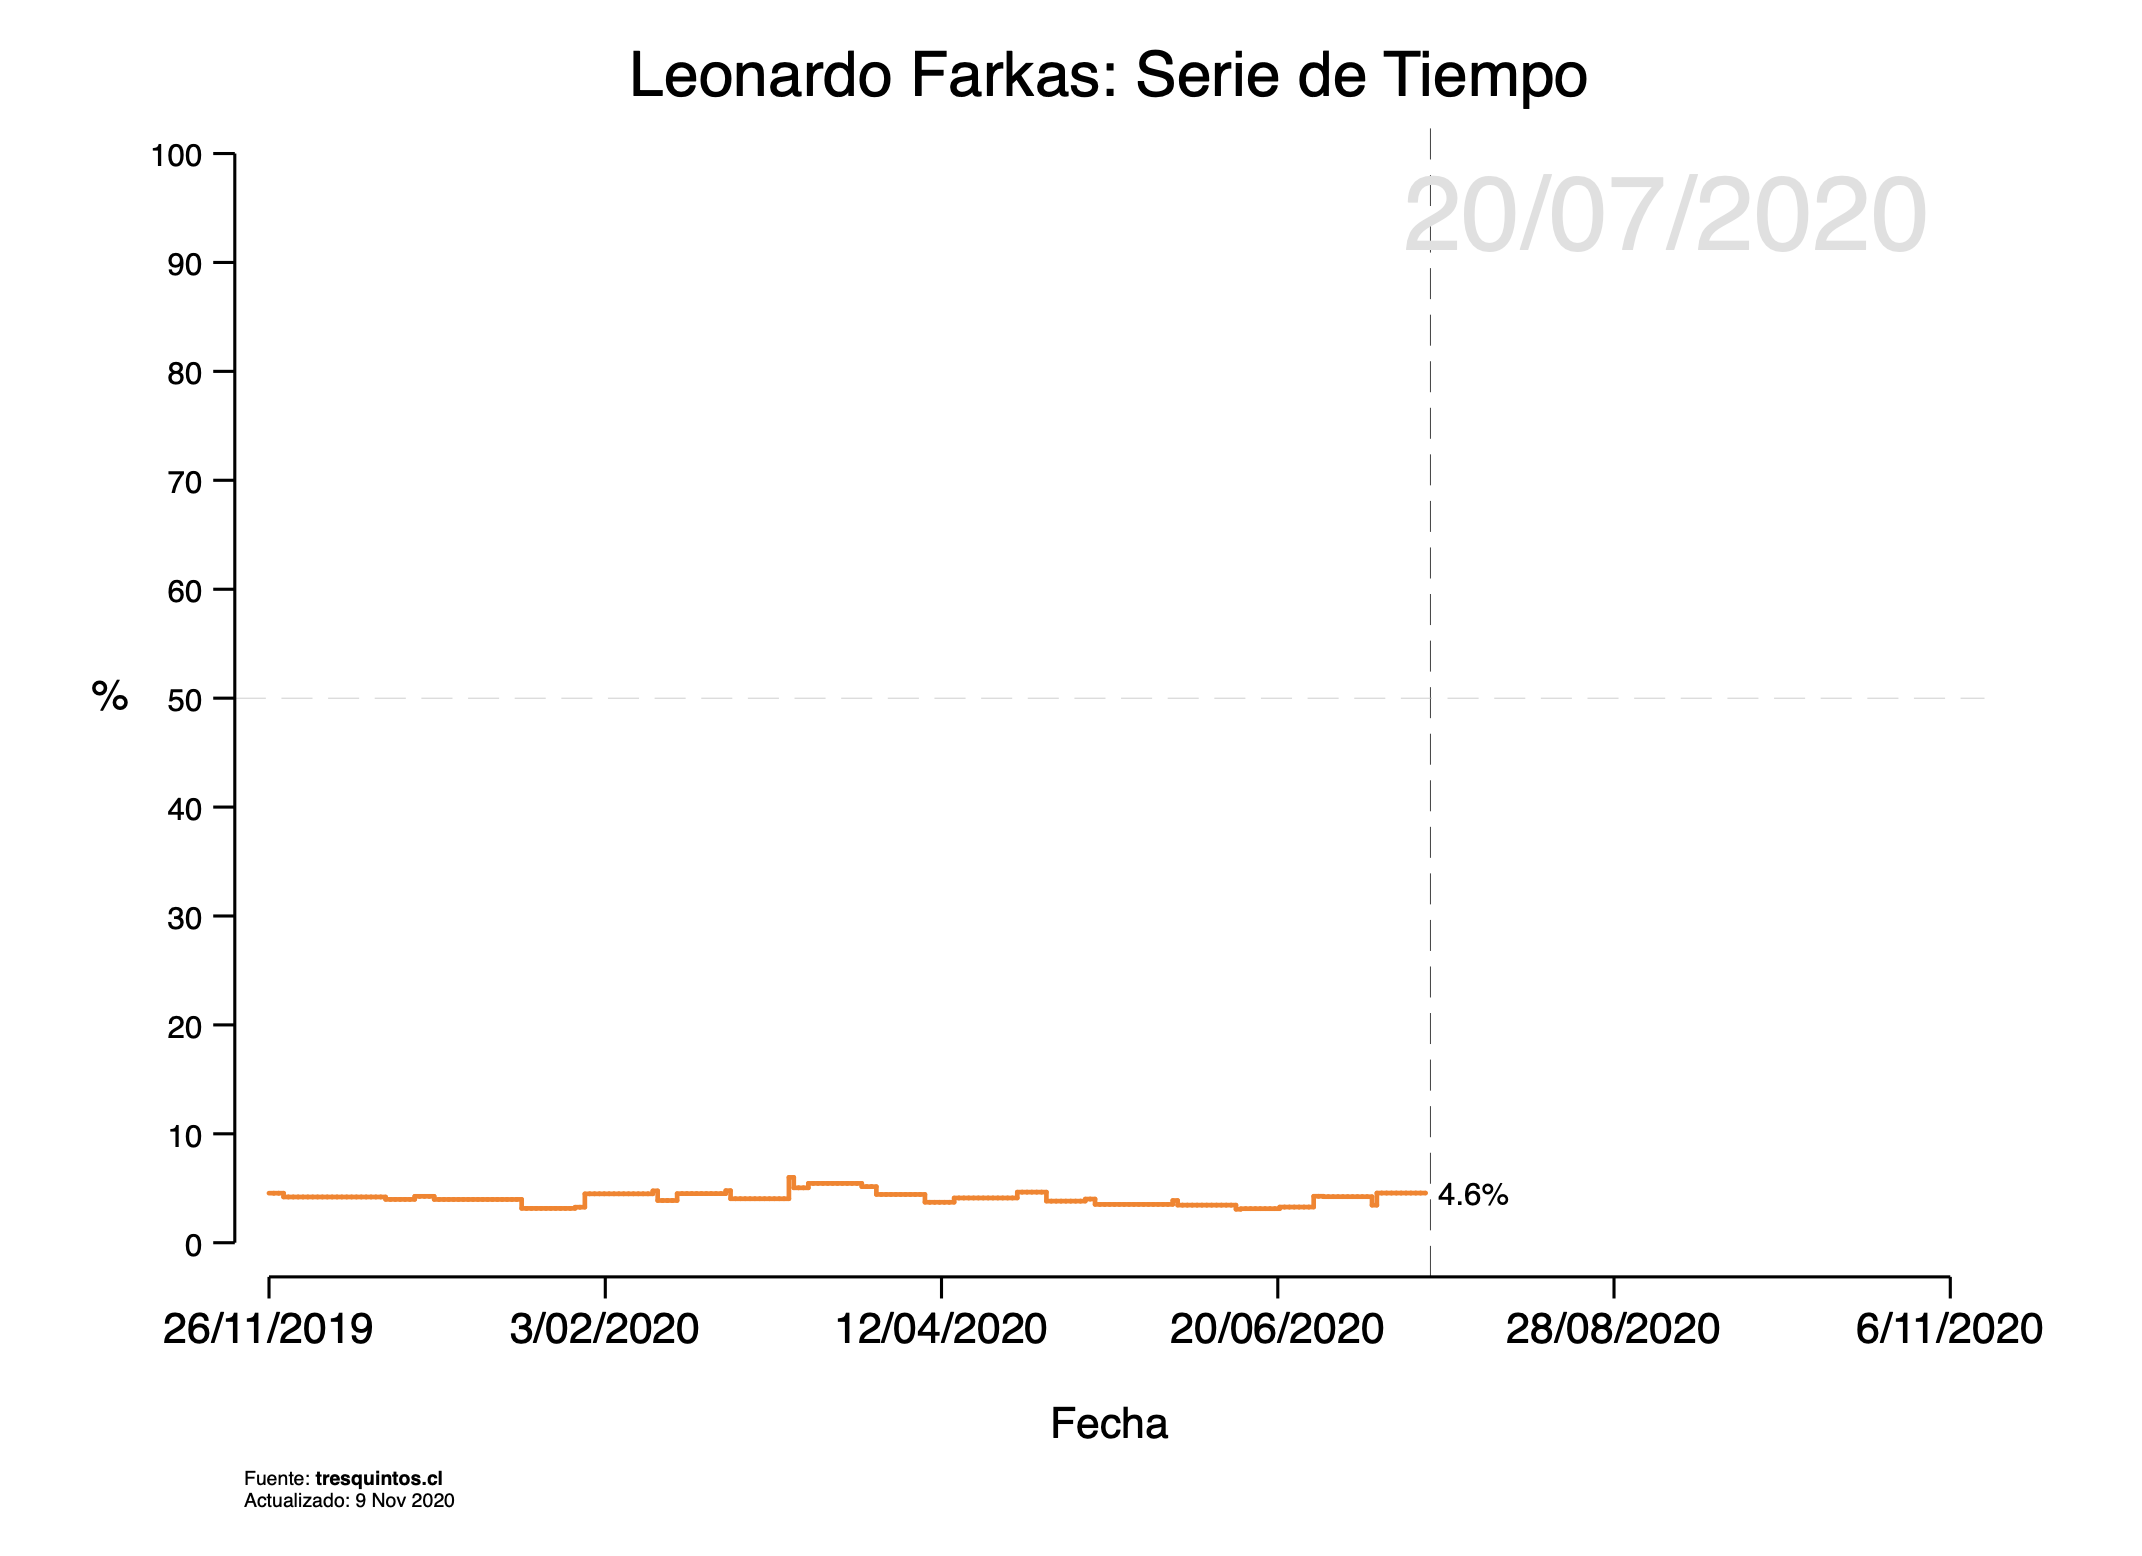 Leonardo Farkas: Serie de Tiempo
20/07/2020
100
90
80
70
60
50
40
30
20
10
0
%
4.6%
26/11/2019 3/02/2020 12/04/2020 20/06/2020 28/08/2020 6/11/2020
Fecha
Fuente: tresquintos.cl
Actualizado: 9 Nov 2020